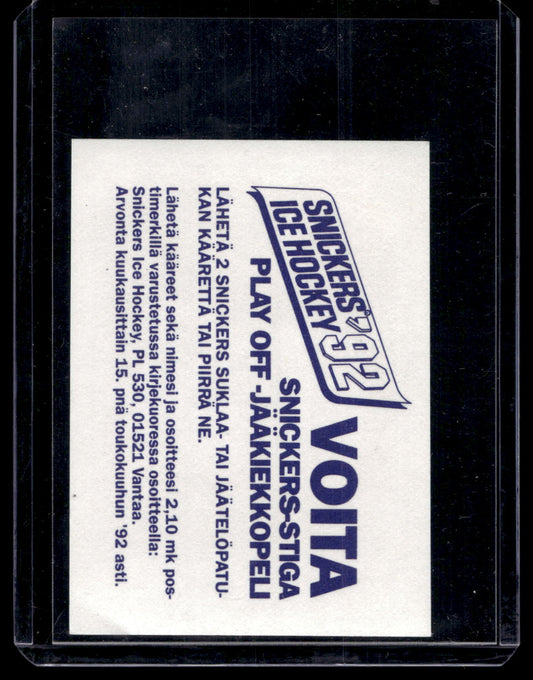 SNICKERS® '92
ICE HOCKEY
VOITA
SNICKERS-STIGA
PLAY OFF -JÄÄKIEKKOPELI
LÄHETÄ 2 SNICKERS SUKLAA- TAI JÄÄTELÖPATU-
KAN KÄÄRETTÄ TAI PIIRRÄ NE.
Lähetä kääreet sekä nimesi ja osoitteesi 2,10 mk pos-
timerkillä varustetussa kirjekuoressa osoitteella:
Snickers Ice Hockey, PL 530, 01521 Vantaa.
Arvonta kuukausittain 15. pnä toukokuuhun '92 asti.